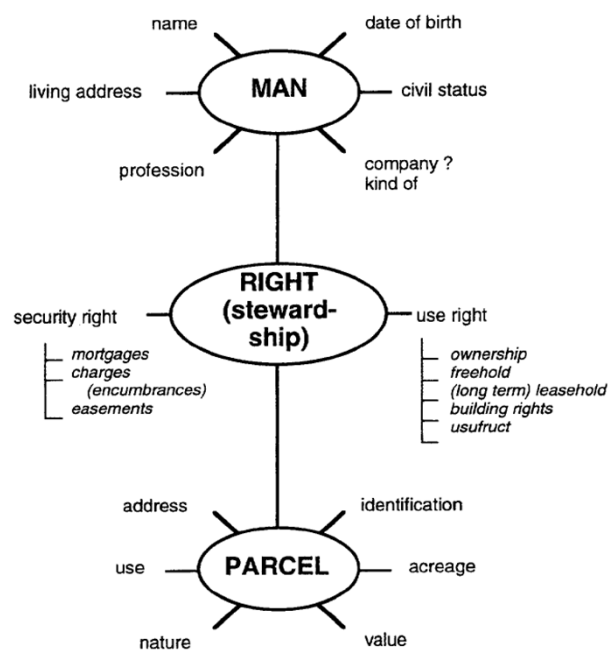 name
date of birth
living address
MAN
civil status
profession
company ?
kind of
RIGHT
(steward-
ship)
security right
use right
mortgages
charges
(encumbrances)
easements
ownership
freehold
(long term) leasehold
building rights
usufruct
address
identification
use
PARCEL
acreage
nature
value